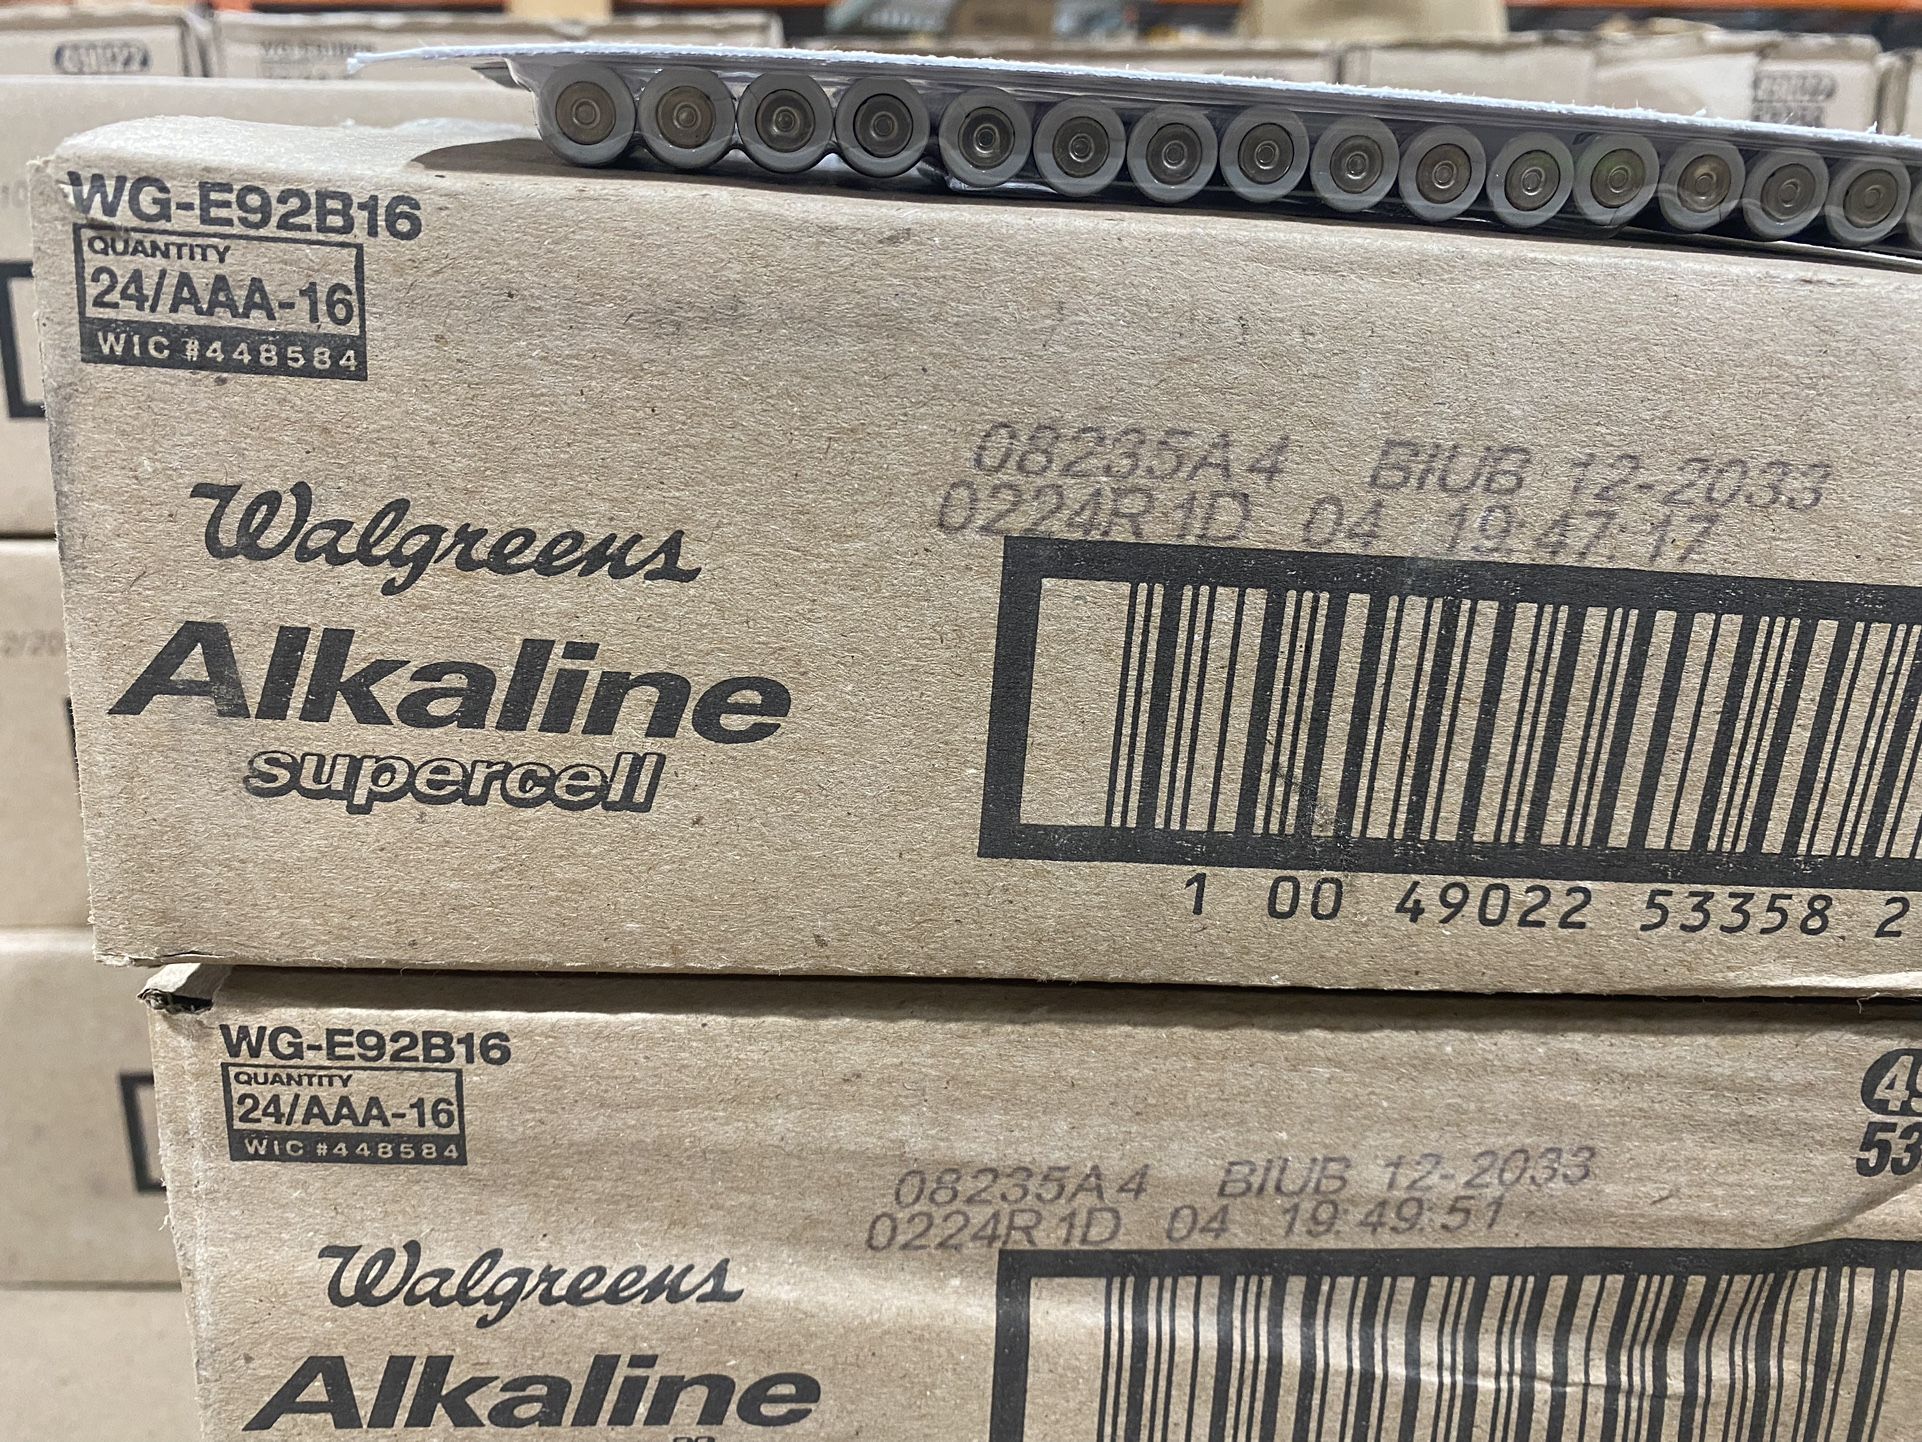 49022
WG-E92B16
QUANTITY
24/AAA-16
WIC #448584
08235A4 BIUB 12-2033
0224R1D 04 19:47:17
Walgreens
Alkaline
supercell
1 00 49022 53358 2
WG-E92B16
QUANTITY
24/AAA-16
WIC #448584
08235A4 BIUB 12-2033
0224R1D 04 19:49:51
Walgreens
Alkaline